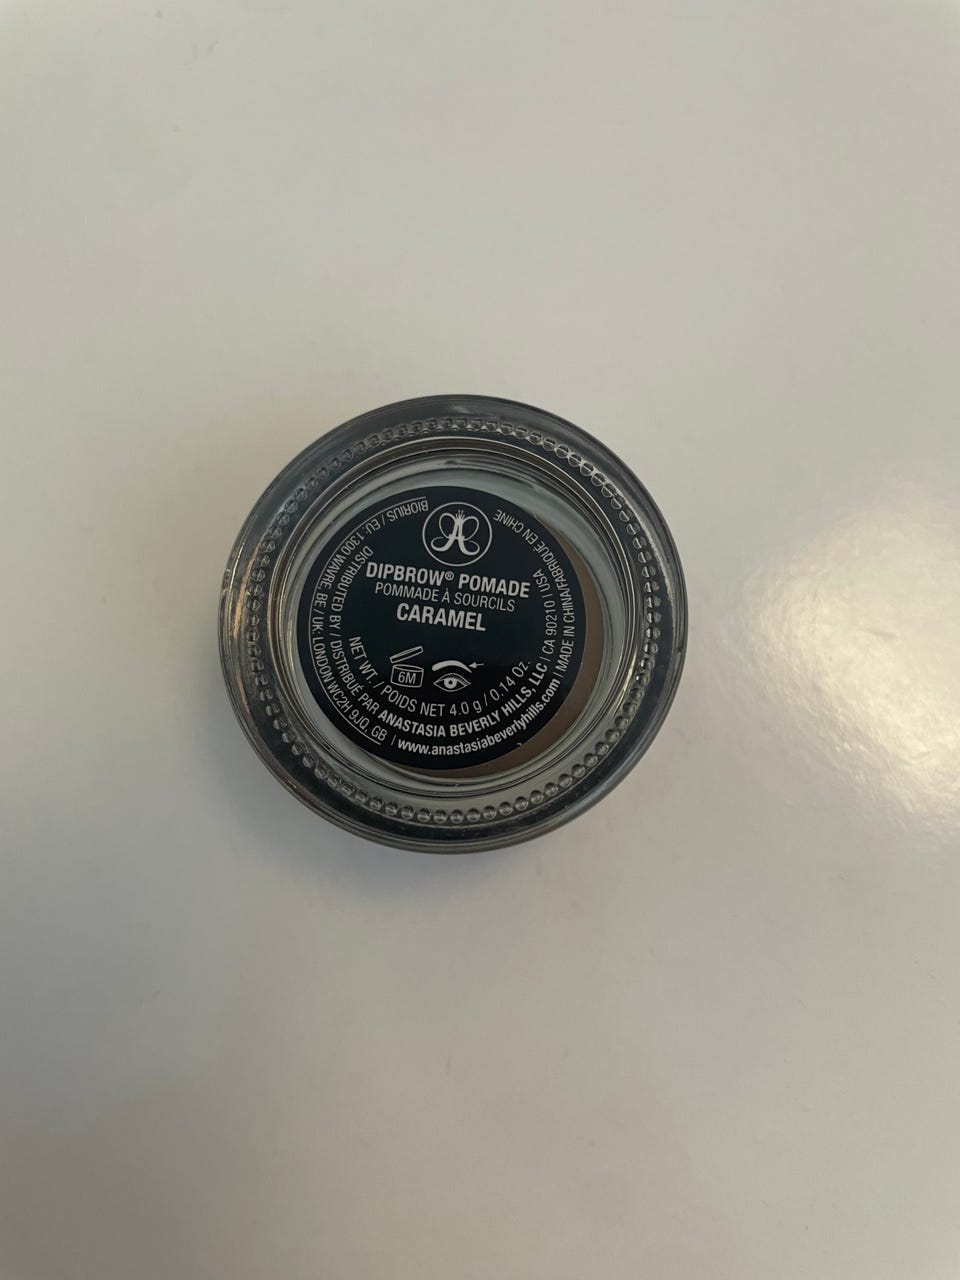 DIPBROW® POMADE
POMMADE À SOURCILS
CARAMEL
6M
NET WT. / POIDS NET 4.0 g / 0.14 OZ.
DISTRIBUTED BY / DISTRIBUÉ PAR ANASTASIA BEVERLY HILLS, LLC | CA 90210 | USA
BIORIUS / EU: 1300 WAVRE, BE / UK: LONDON WC2H 9JQ, GB | www.anastasiabeverlyhills.com | MADE IN CHINA/FABRIQUÉ EN CHINE